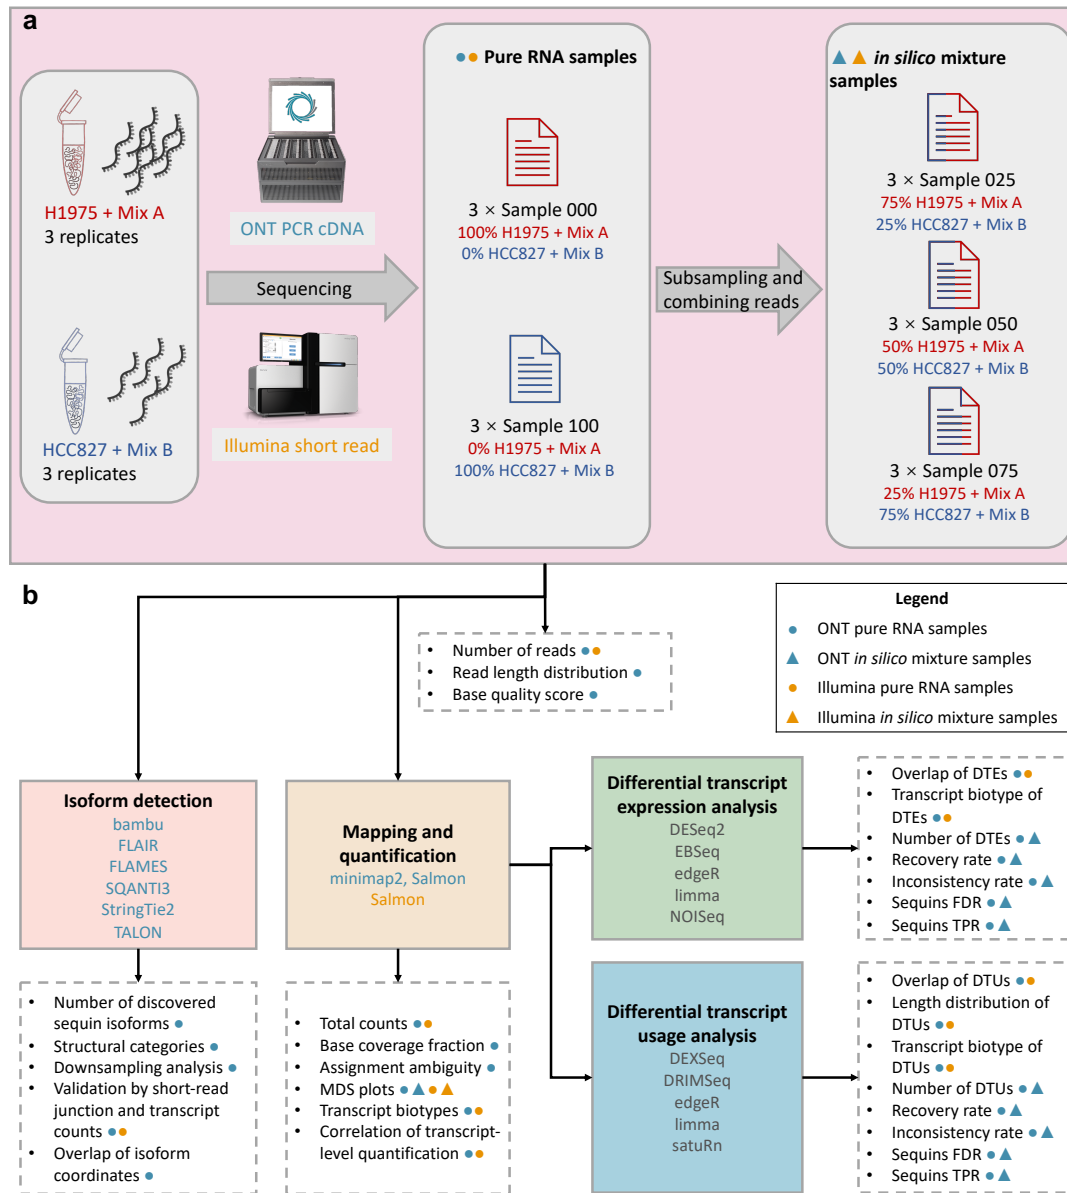 a
H1975 + Mix A
3 replicates
HCC827 + Mix B
3 replicates
ONT PCR cDNA
Sequencing
Illumina short read
●● Pure RNA samples
3 × Sample 000
100% H1975 + Mix A
0% HCC827 + Mix B
3 × Sample 100
0% H1975 + Mix A
100% HCC827 + Mix B
Subsampling and
combining reads
▲ ▲ in silico mixture
samples
3 × Sample 025
75% H1975 + Mix A
25% HCC827 + Mix B
3 × Sample 050
50% H1975 + Mix A
50% HCC827 + Mix B
3 × Sample 075
25% H1975 + Mix A
75% HCC827 + Mix B
b
Legend
● ONT pure RNA samples
▲ ONT in silico mixture samples
● Illumina pure RNA samples
▲ Illumina in silico mixture samples
• Number of reads ●●
• Read length distribution ●
• Base quality score ●
Isoform detection
bambu
FLAIR
FLAMES
SQANTI3
StringTie2
TALON
• Number of discovered
sequin isoforms ●
• Structural categories ●
• Downsampling analysis ●
• Validation by short-read
junction and transcript
counts ●●
• Overlap of isoform
coordinates ●
Mapping and
quantification
minimap2, Salmon
Salmon
• Total counts ●●
• Base coverage fraction ●
• Assignment ambiguity ●
• MDS plots ● ▲ ● ▲
• Transcript biotypes ●●
• Correlation of transcript-
level quantification ●●
Differential transcript
expression analysis
DESeq2
EBSeq
edgeR
limma
NOISeq
• Overlap of DTEs ●●
• Transcript biotype of
DTEs ●●
• Number of DTEs ● ▲
• Recovery rate ● ▲
• Inconsistency rate ● ▲
• Sequins FDR ● ▲
• Sequins TPR ● ▲
Differential transcript
usage analysis
DEXSeq
DRIMSeq
edgeR
limma
satuRn
• Overlap of DTUs ●●
• Length distribution of
DTUs ●●
• Transcript biotype of
DTUs ●●
• Number of DTUs ● ▲
• Recovery rate ● ▲
• Inconsistency rate ● ▲
• Sequins FDR ● ▲
• Sequins TPR ● ▲